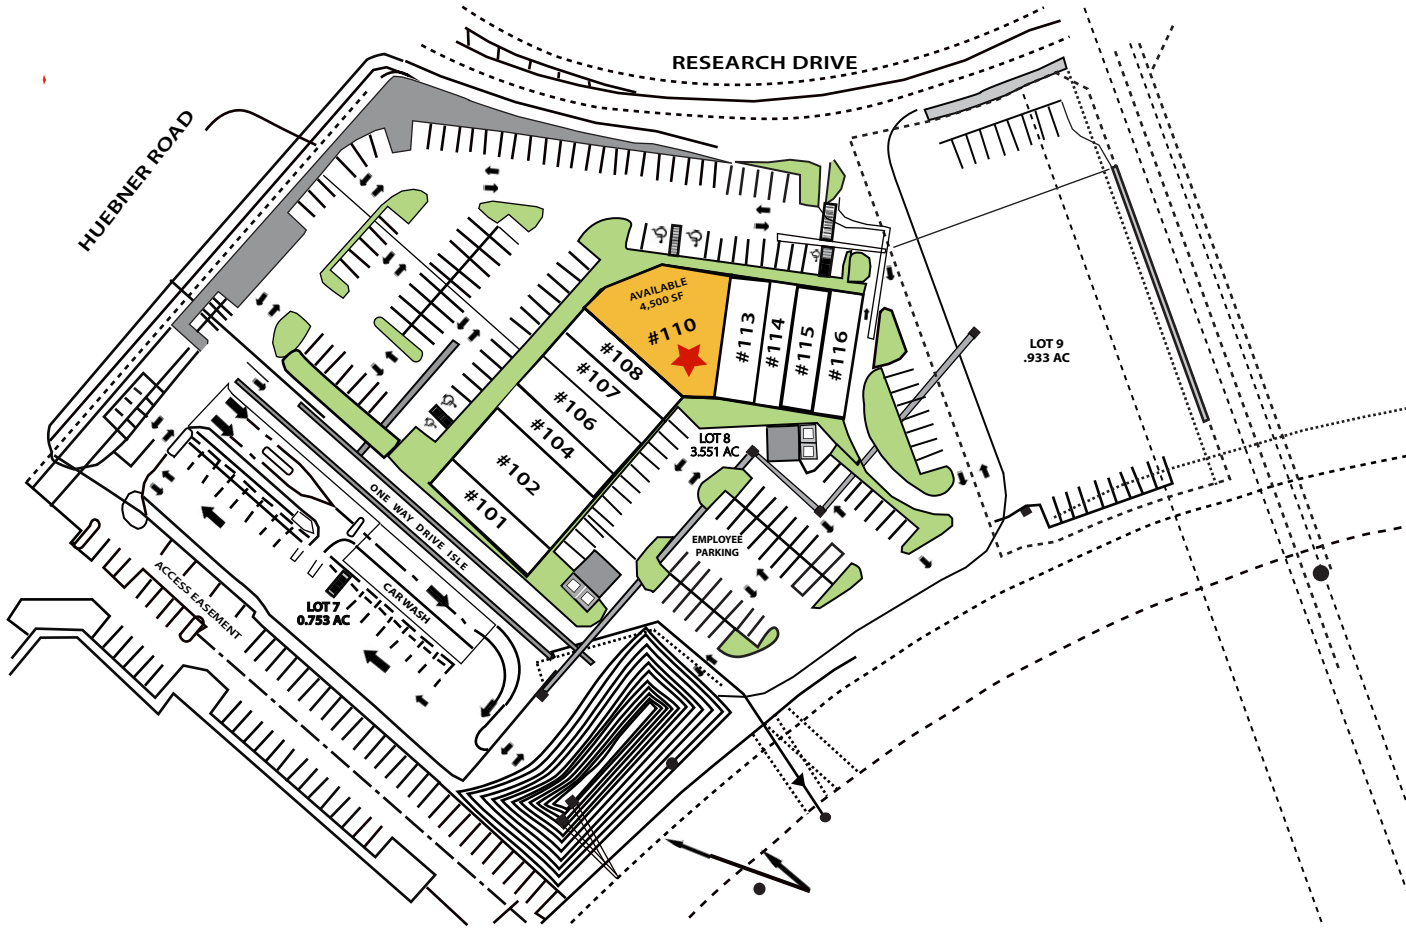 RESEARCH DRIVE
HUEBNER ROAD
AVAILABLE
4,500 SF
#110
#113
#114
#115
#116
#108
#107
#106
#104
#102
#101
LOT 9
.933 AC
LOT 8
3.551 AC
EMPLOYEE
PARKING
ONE WAY DRIVE ISLE
CAR WASH
LOT 7
0.753 AC
ACCESS EASEMENT